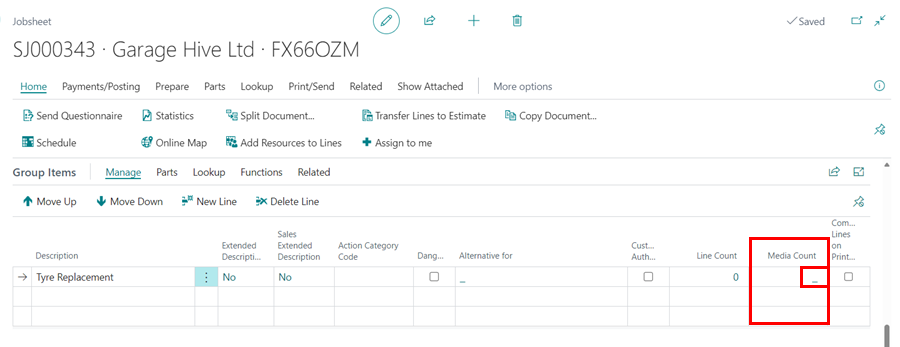 Jobsheet
Saved
SJ000343 · Garage Hive Ltd · FX66OZM
Home Payments/Posting Prepare Parts Lookup Print/Send Related Show Attached More options
Send Questionnaire Statistics Split Document... Transfer Lines to Estimate Copy Document...
Schedule Online Map Add Resources to Lines Assign to me
Group Items Manage Parts Lookup Functions Related
Move Up Move Down New Line Delete Line
Description
Extended
Descripti...
Sales
Extended
Description
Action Category
Code
Dang...
Alternative for
Cust...
Auth...
Line Count
Media Count
Com...
Lines
on
Print...
Tyre Replacement No No _ 0 _